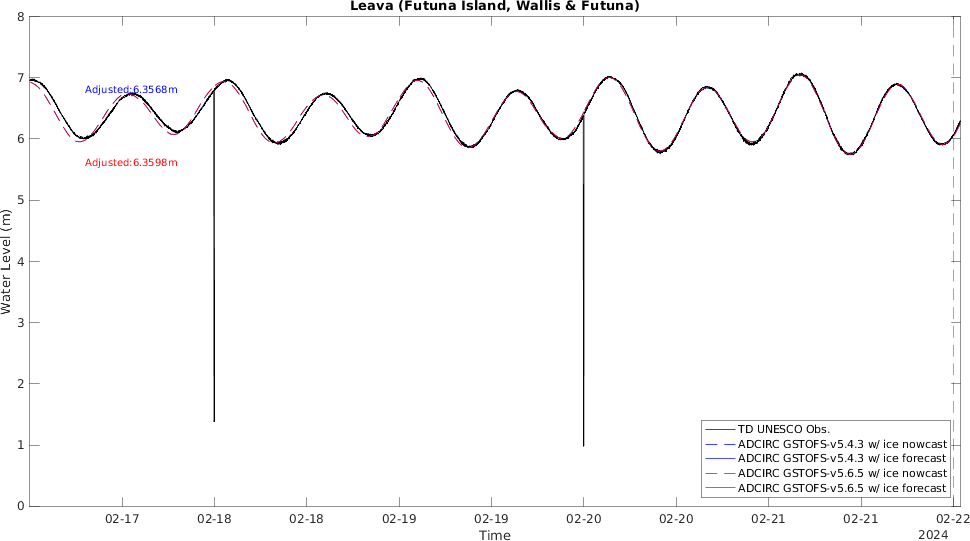 Leava (Futuna Island, Wallis & Futuna)
8
7
6
5
4
3
2
1
0
Water Level (m)
Adjusted:6.3568m
Adjusted:6.3598m
TD UNESCO Obs.
ADCIRC GSTOFS-v5.4.3 w/ ice nowcast
ADCIRC GSTOFS-v5.4.3 w/ ice forecast
ADCIRC GSTOFS-v5.6.5 w/ ice nowcast
ADCIRC GSTOFS-v5.6.5 w/ ice forecast
02-17 02-18 02-18 02-19 02-19 02-20 02-20 02-21 02-21 02-22
Time
2024